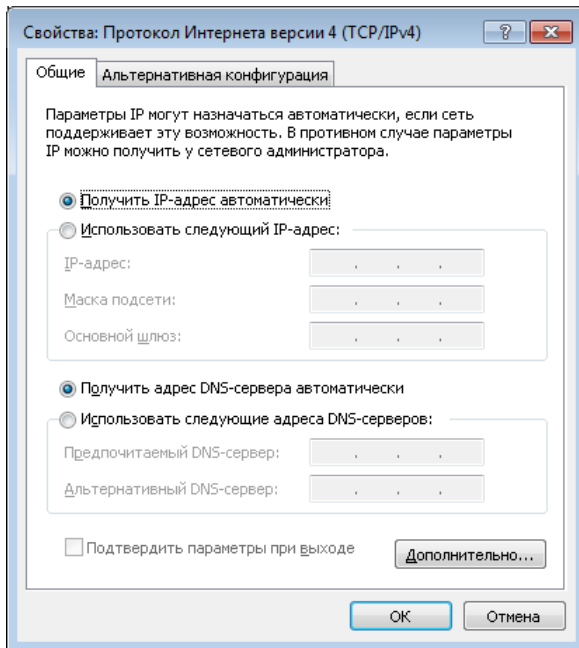 Свойства: Протокол Интернета версии 4 (TCP/IPv4)
Общие Альтернативная конфигурация
Параметры IP могут назначаться автоматически, если сеть
поддерживает эту возможность. В противном случае параметры
IP можно получить у сетевого администратора.
Получить IP-адрес автоматически
Использовать следующий IP-адрес:
IP-адрес: . . .
Маска подсети: . . .
Основной шлюз: . . .
Получить адрес DNS-сервера автоматически
Использовать следующие адреса DNS-серверов:
Предпочитаемый DNS-сервер: . . .
Альтернативный DNS-сервер: . . .
Подтвердить параметры при выходе
Дополнительно...
ОК Отмена